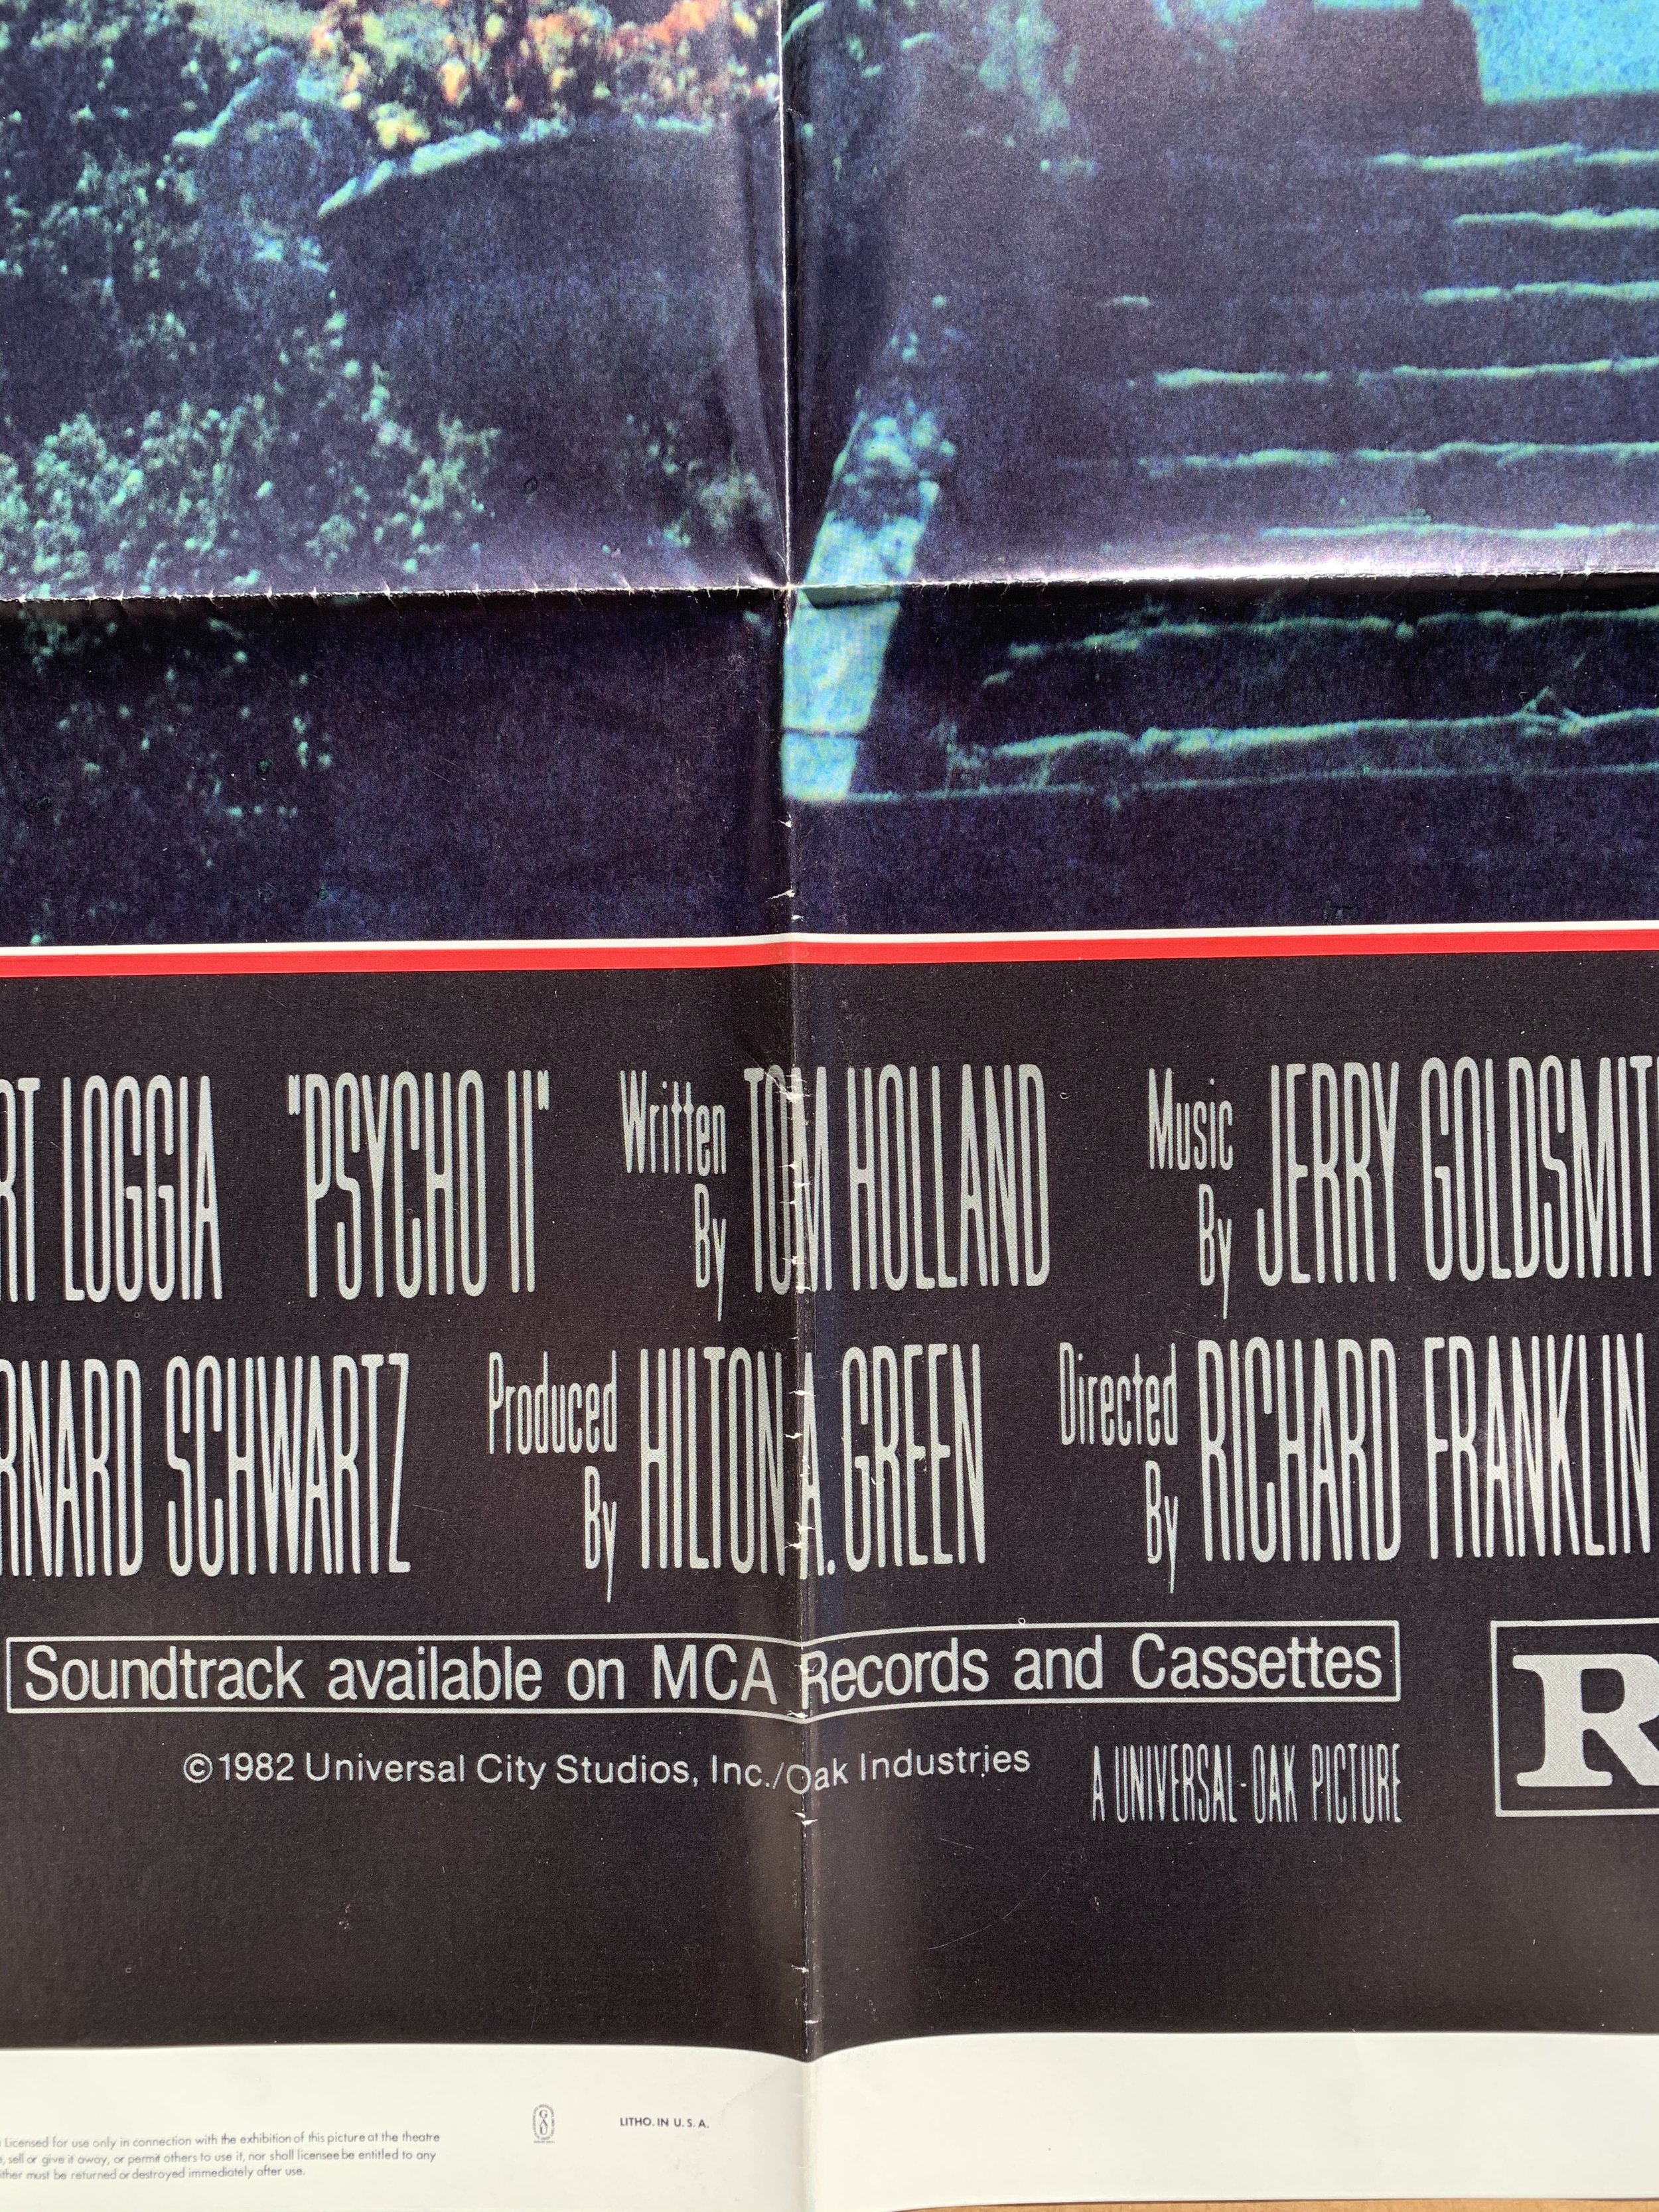 RT LOGGIA "PSYCHO II" Written By TOM HOLLAND Music By JERRY GOLDSMIT
RNARD SCHWARTZ Produced By HILTON A. GREEN Directed By RICHARD FRANKLIN
Soundtrack available on MCA Records and Cassettes
R
©1982 Universal City Studios, Inc./Oak Industries
A UNIVERSAL-OAK PICTURE
GAU
LITHO. IN U.S.A.
Licensed for use only in connection with the exhibition of this picture at the theatre
, sell or give it away, or permit others to use it, nor shall licensee be entitled to any
ither must be returned or destroyed immediately after use.